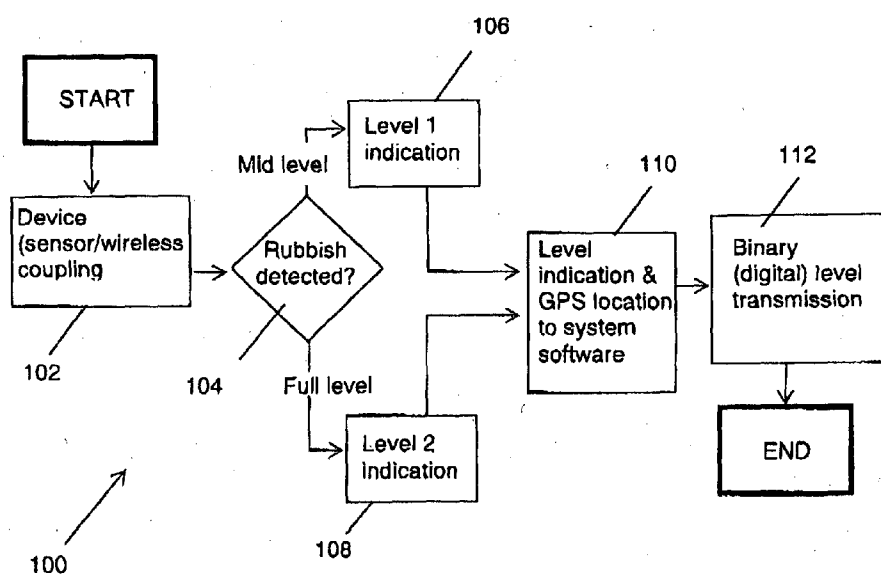 106
START
Level 1
indication
Mid level
110
112
Device
(sensor/wireless
coupling
Rubbish
detected?
Level
indication &
GPS location
to system
software
Binary
(digital) level
transmission
102
104
Full level
Level 2
indication
END
108
100